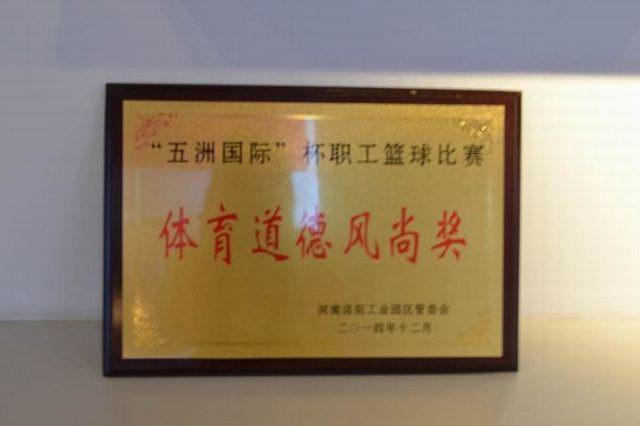 “五洲国际”杯职工篮球比赛
体育道德风尚奖
河南洛阳工业园区管委会
二〇一四年十二月